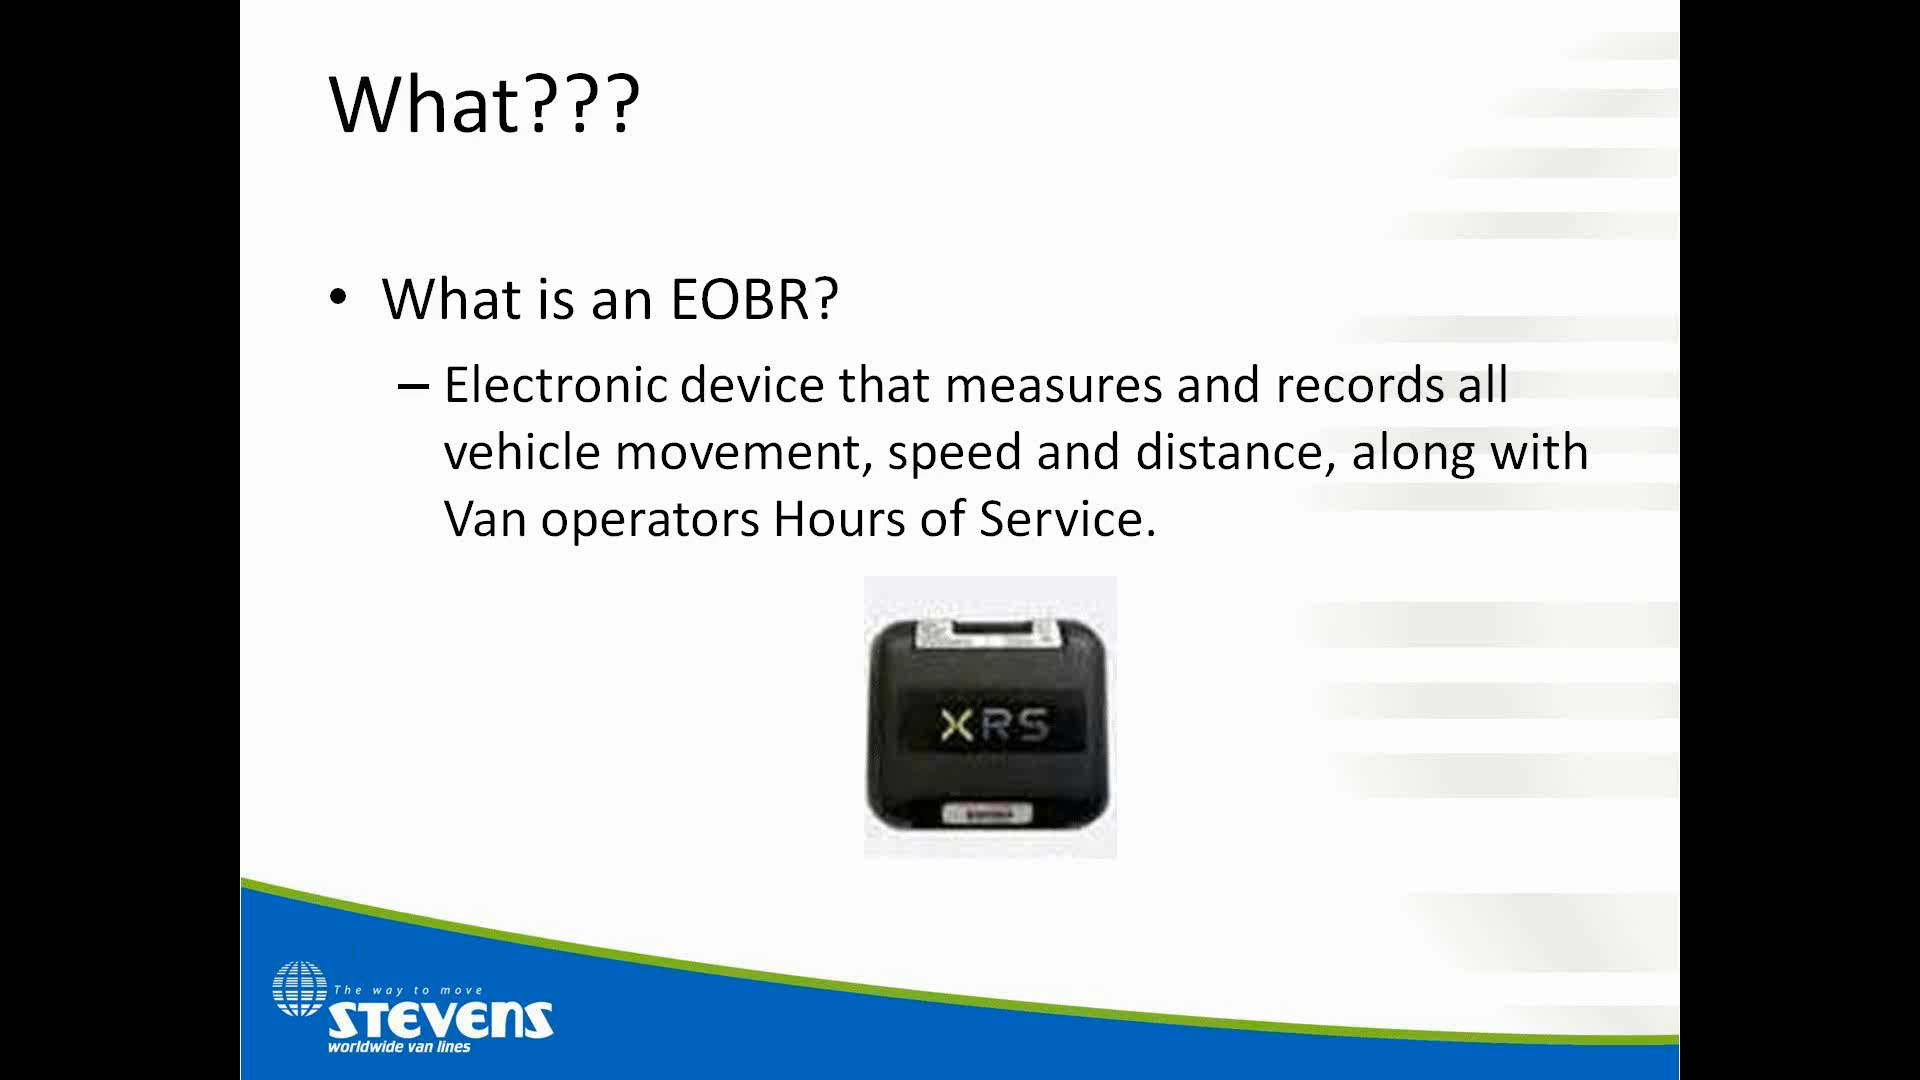 What???
• What is an EOBR?
– Electronic device that measures and records all
vehicle movement, speed and distance, along with
Van operators Hours of Service.
XRS
The way to move
STEVENS
worldwide van lines